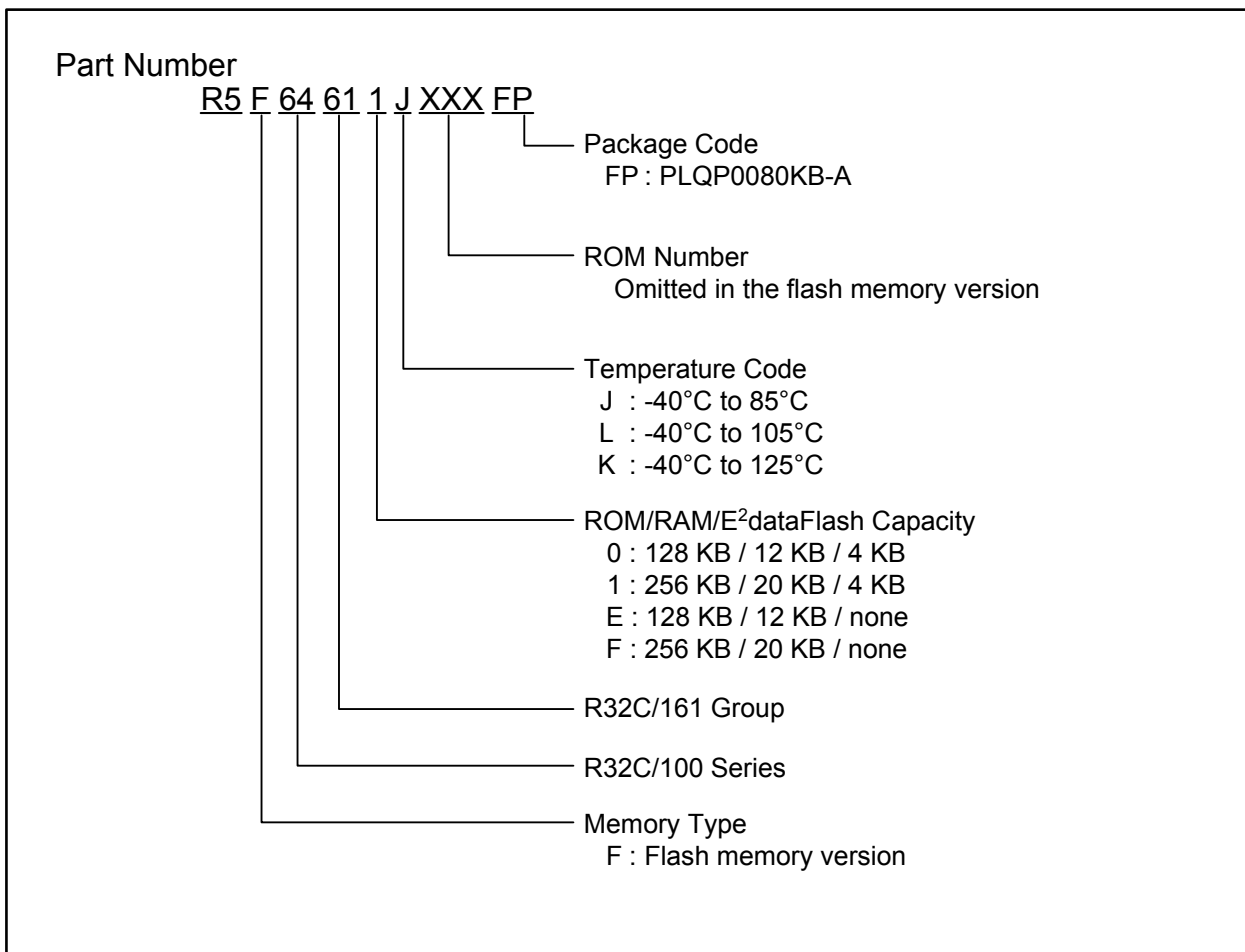 Part Number
R5 F 64 61 1 J XXX FP
Package Code
FP : PLQP0080KB-A
ROM Number
Omitted in the flash memory version
Temperature Code
J : -40°C to 85°C
L : -40°C to 105°C
K : -40°C to 125°C
ROM/RAM/E²dataFlash Capacity
0 : 128 KB / 12 KB / 4 KB
1 : 256 KB / 20 KB / 4 KB
E : 128 KB / 12 KB / none
F : 256 KB / 20 KB / none
R32C/161 Group
R32C/100 Series
Memory Type
F : Flash memory version